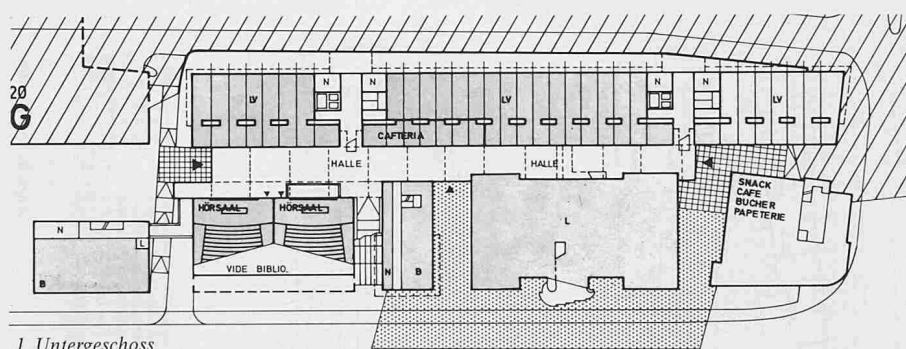 20
G
N N N N
LV LV LV
CAFTERIA
HALLE HALLE
SNACK
CAFE
BUCHER
PAPETERIE
HÖRSAAL HÖRSAAL
N L L
VIDE BIBLIO.
B N B
1. Untergeschoss